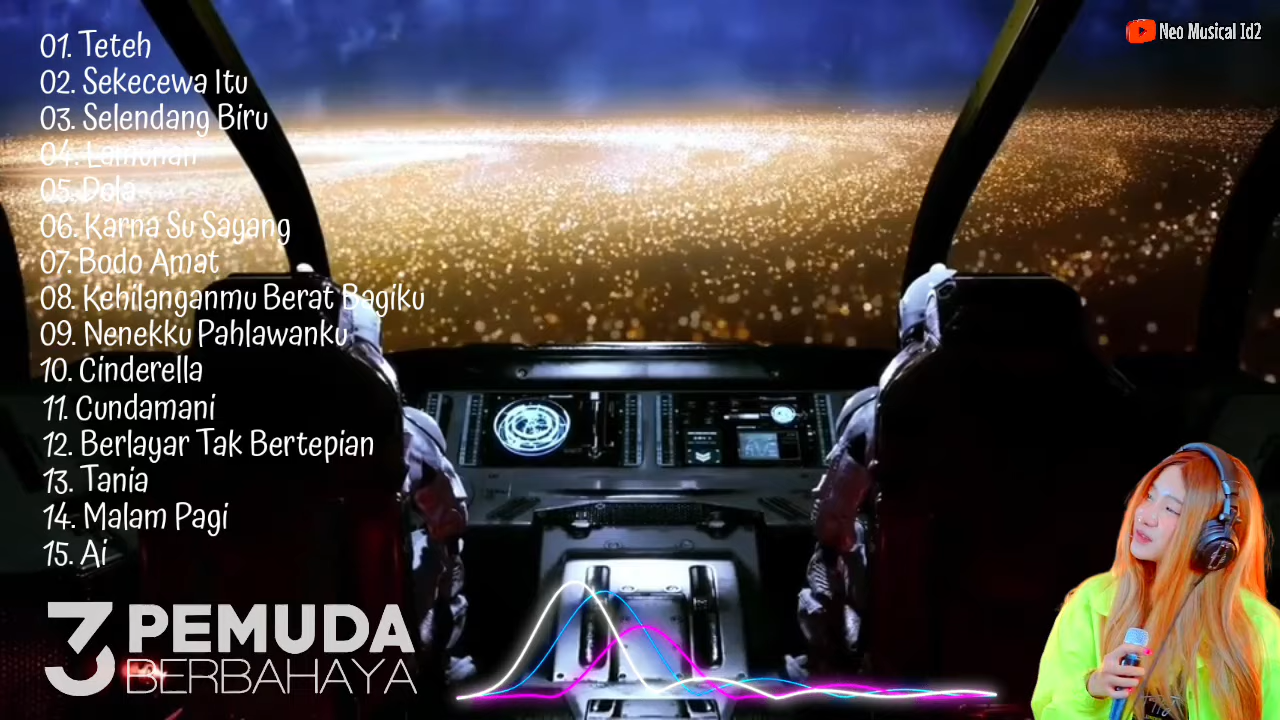 01. Teteh
02. Sekecewa Itu
03. Selendang Biru
04. Lamunan
05. Dola
06. Karna Su Sayang
07. Bodo Amat
08. Kehilanganmu Berat Bagiku
09. Nenekku Pahlawanku
10. Cinderella
11. Cundamani
12. Berlayar Tak Bertepian
13. Tania
14. Malam Pagi
15. Ai
3 PEMUDA
BERBAHAYA
Neo Musical Id2